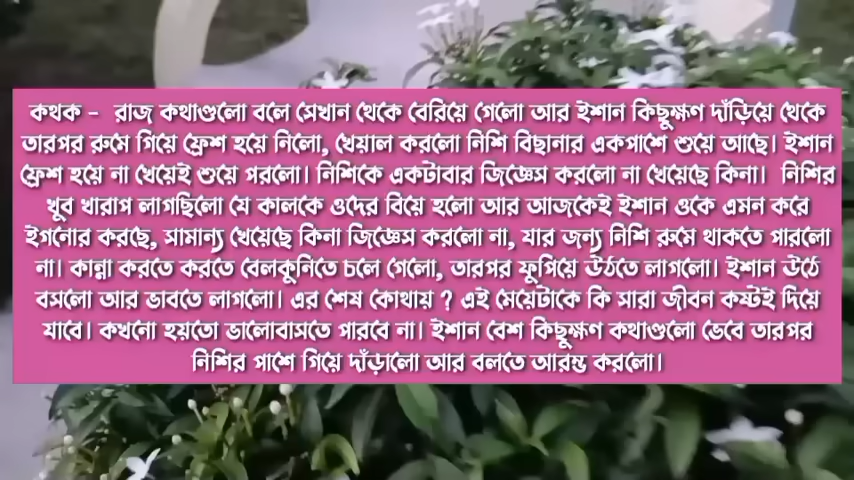 কথক - রাজ কথাগুলো বলে সেখান থেকে বেরিয়ে গেলো আর ইশান কিছুক্ষণ দাঁড়িয়ে থেকে
তারপর রুমে গিয়ে ফ্রেশ হয়ে নিলো, খেয়াল করলো নিশি বিছানার একপাশে শুয়ে আছে। ইশান
ফ্রেশ হয়ে না খেয়েই শুয়ে পরলো। নিশিকে একটাবার জিজ্ঞেস করলো না খেয়েছে কিনা। নিশির
খুব খারাপ লাগছিলো যে কালকে ওদের বিয়ে হলো আর আজকেই ইশান ওকে এমন করে
ইগনোর করছে, সামান্য খেয়েছে কিনা জিজ্ঞেস করলো না, যার জন্য নিশি রুমে থাকতে পারলো
না। কান্না করতে করতে বেলকুনিতে চলে গেলো, তারপর ফুপিয়ে উঠতে লাগলো। ইশান উঠে
বসলো আর ভাবতে লাগলো। এর শেষ কোথায় ? এই মেয়েটাকে কি সারা জীবন কষ্টই দিয়ে
যাবে। কখনো হয়তো ভালোবাসতে পারবে না। ইশান বেশ কিছুক্ষণ কথাগুলো ভেবে তারপর
নিশির পাশে গিয়ে দাঁড়ালো আর বলতে আরম্ভ করলো।